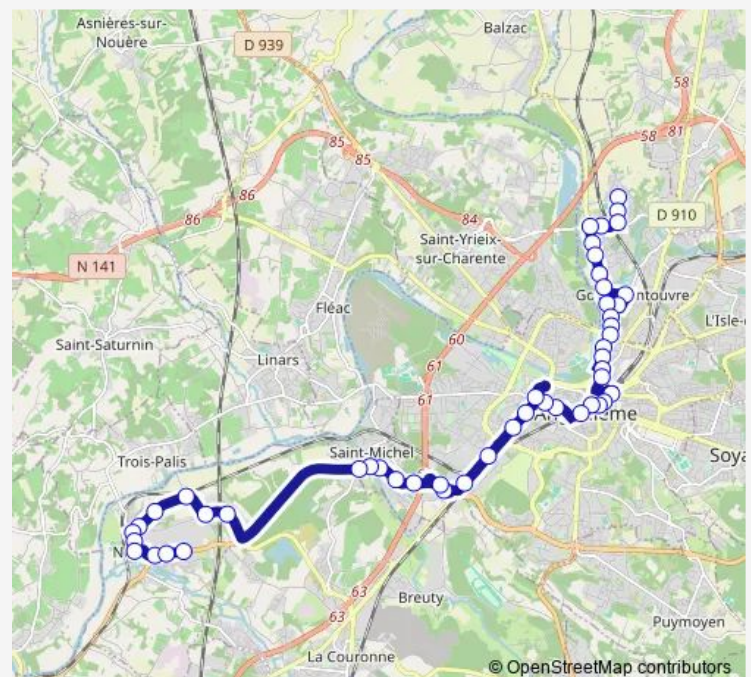 Asnières-sur-
Nouère
Balzac
D 939
58
85
85
58
81
86
86
D 910
84
Saint-Yrieix-
sur-Charente
N 141
Fléac
L'Isle-
Saint-Saturnin
60
Linars
61
61
Saint-Michel
Soya
Trois-Palis
63
Breuty
63
Puymoyen
La Couronne
© OpenStreetMap contributors